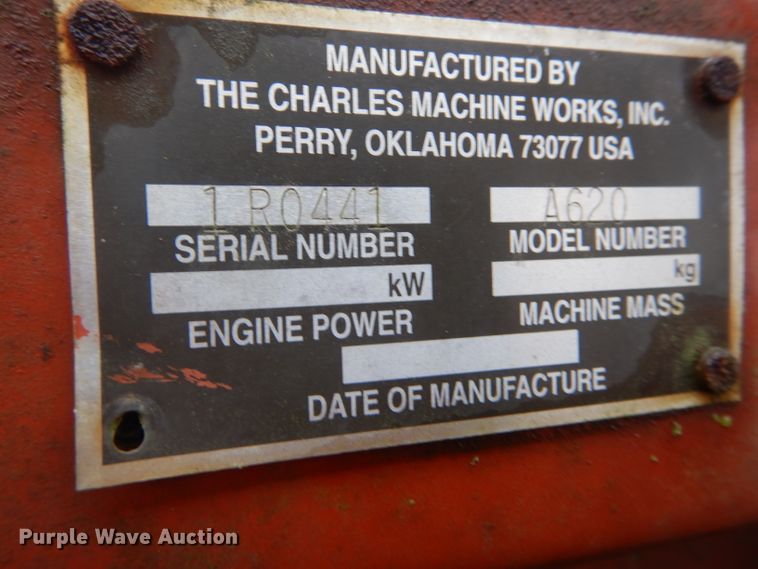 MANUFACTURED BY
THE CHARLES MACHINE WORKS, INC.
PERRY, OKLAHOMA 73077 USA
1R0441 A620
SERIAL NUMBER MODEL NUMBER
kW kg
ENGINE POWER MACHINE MASS
DATE OF MANUFACTURE
Purple Wave Auction